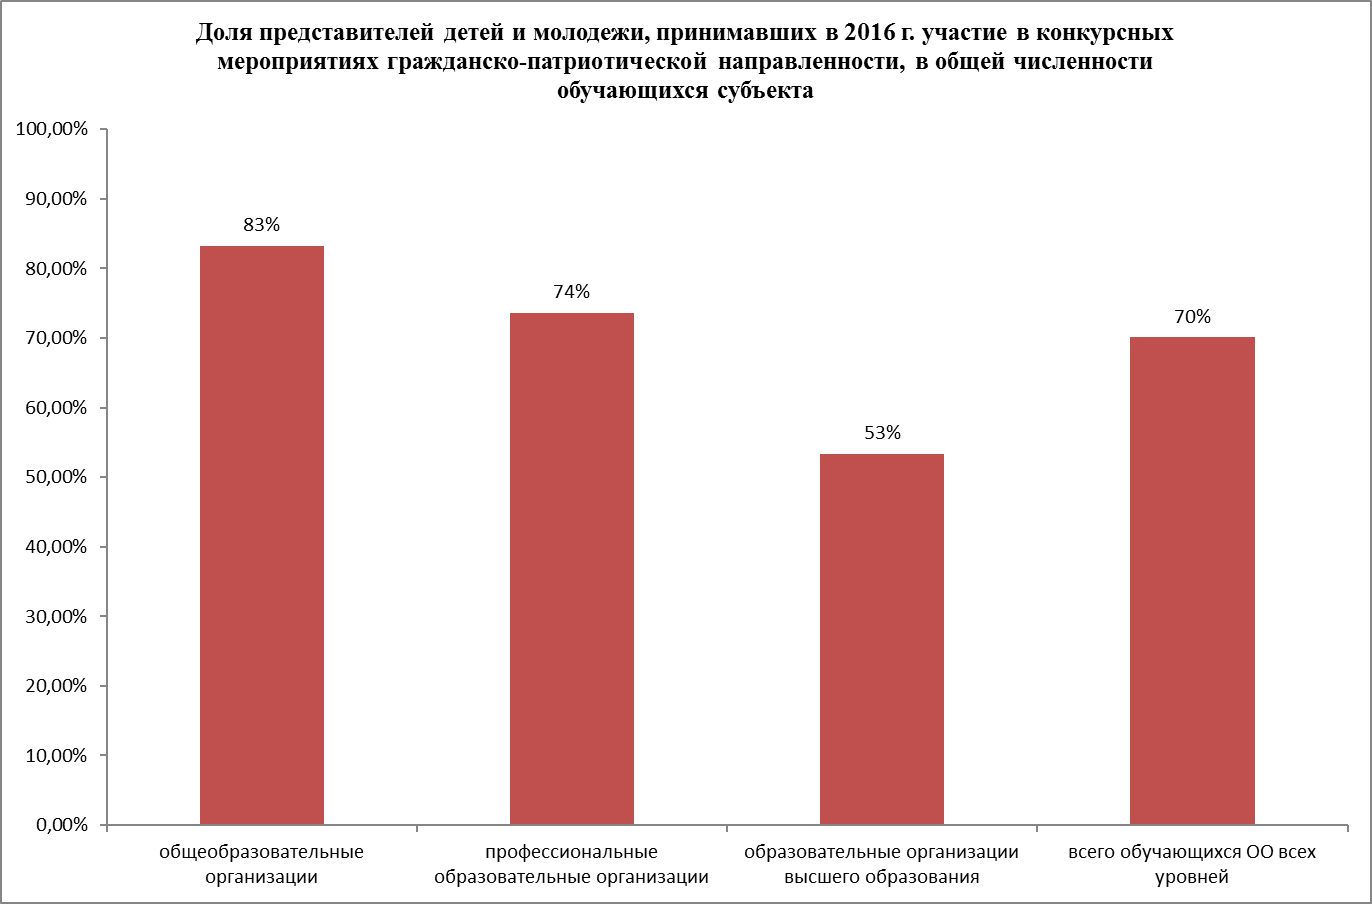 Доля представителей детей и молодежи, принимавших в 2016 г. участие в конкурсных
мероприятиях гражданско-патриотической направленности, в общей численности
обучающихся субъекта
100,00%
90,00%
80,00%
70,00%
60,00%
50,00%
40,00%
30,00%
20,00%
10,00%
0,00%
83%
74%
53%
70%
общеобразовательные
организации
профессиональные
образовательные организации
образовательные организации
высшего образования
всего обучающихся ОО всех
уровней